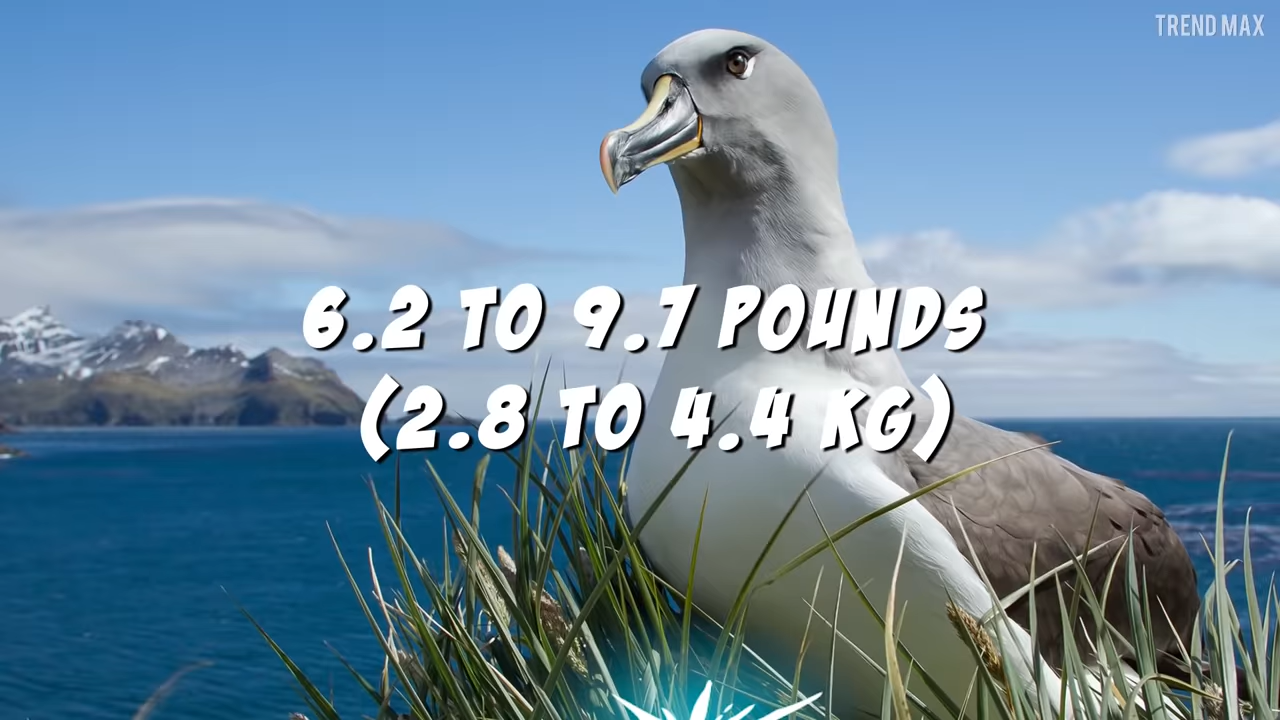 TREND MAX
6.2 TO 9.7 POUNDS
(2.8 TO 4.4 KG)